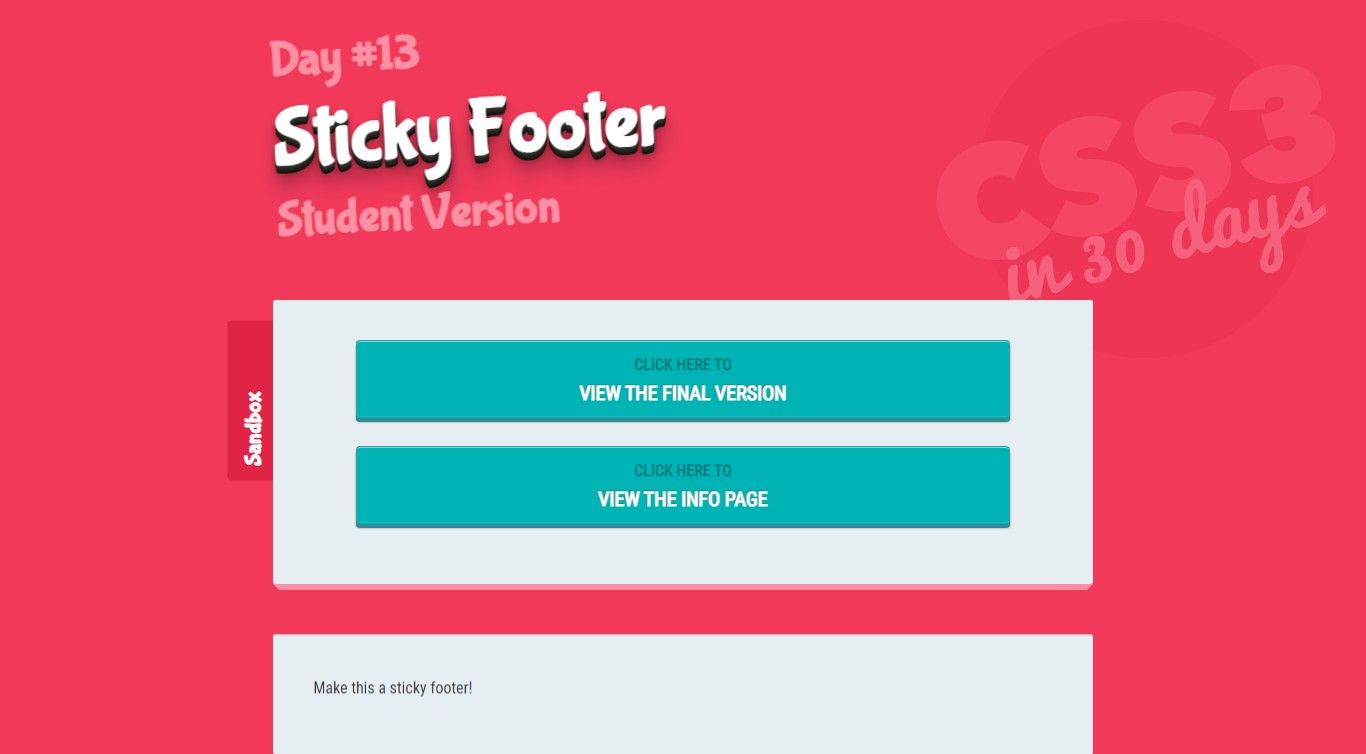 Day #13
Sticky Footer
Student Version
CSS3
in 30 days
Sandbox
CLICK HERE TO
VIEW THE FINAL VERSION
CLICK HERE TO
VIEW THE INFO PAGE
Make this a sticky footer!